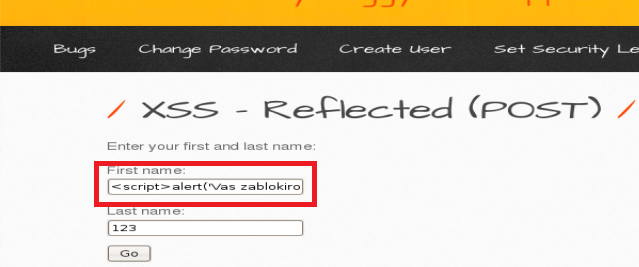 Bugs Change Password Create User Set Security Le
/ XSS - Reflected (POST) /
Enter your first and last name:
First name:
<script>alert("Vas zablokiro
Last name:
123
Go